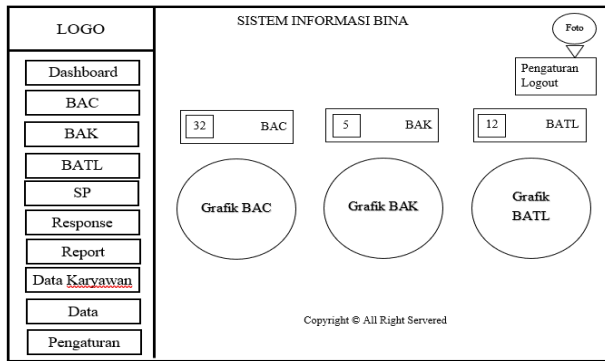 LOGO
Dashboard
BAC
BAK
BATL
SP
Response
Report
Data Karyawan
Data
Pengaturan
SISTEM INFORMASI BINA
Foto
Pengaturan
Logout
32 BAC
5 BAK
12 BATL
Grafik BAC
Grafik BAK
Grafik
BATL
Copyright © All Right Servered